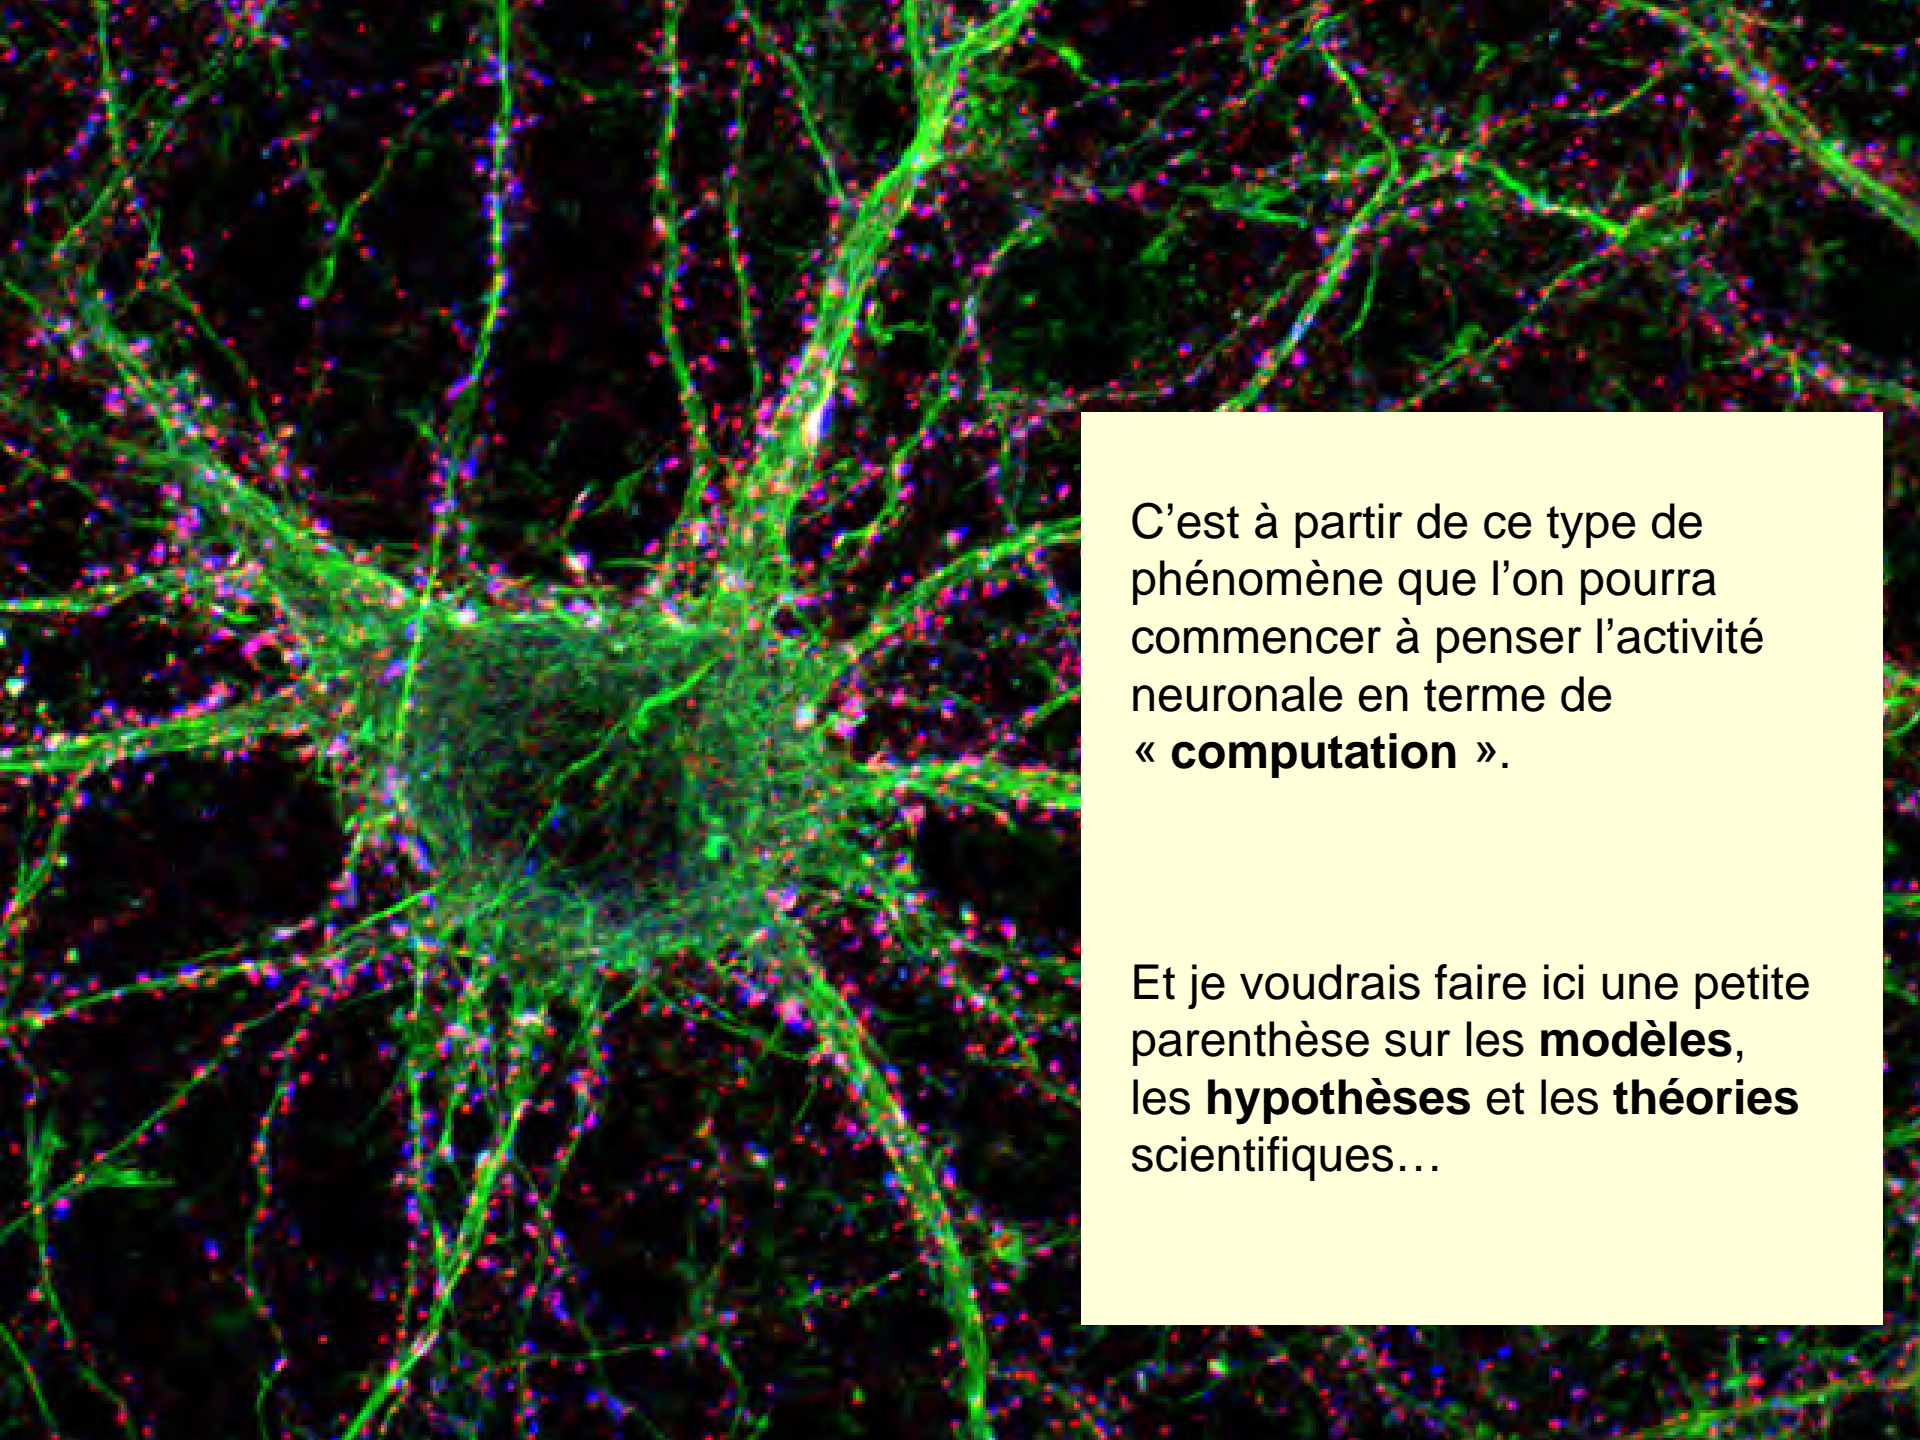 C’est à partir de ce type de
phénomène que l’on pourra
commencer à penser l’activité
neuronale en terme de
« computation ».
Et je voudrais faire ici une petite
parenthèse sur les modèles,
les hypothèses et les théories
scientifiques…